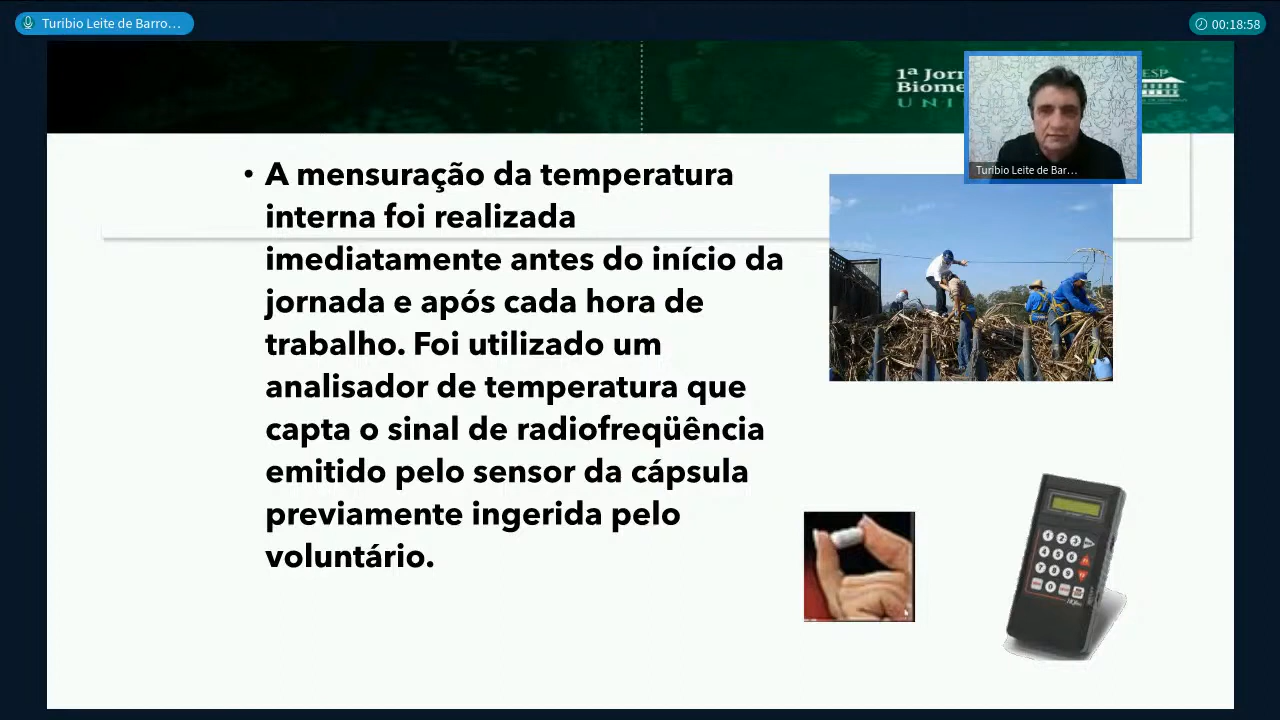 Turibio Leite de Barro...
00:18:58
1ª Jorn
Biome
UNI
ESP
Turibio Leite de Bar...
• A mensuração da temperatura
interna foi realizada
imediatamente antes do início da
jornada e após cada hora de
trabalho. Foi utilizado um
analisador de temperatura que
capta o sinal de radiofreqüência
emitido pelo sensor da cápsula
previamente ingerida pelo
voluntário.